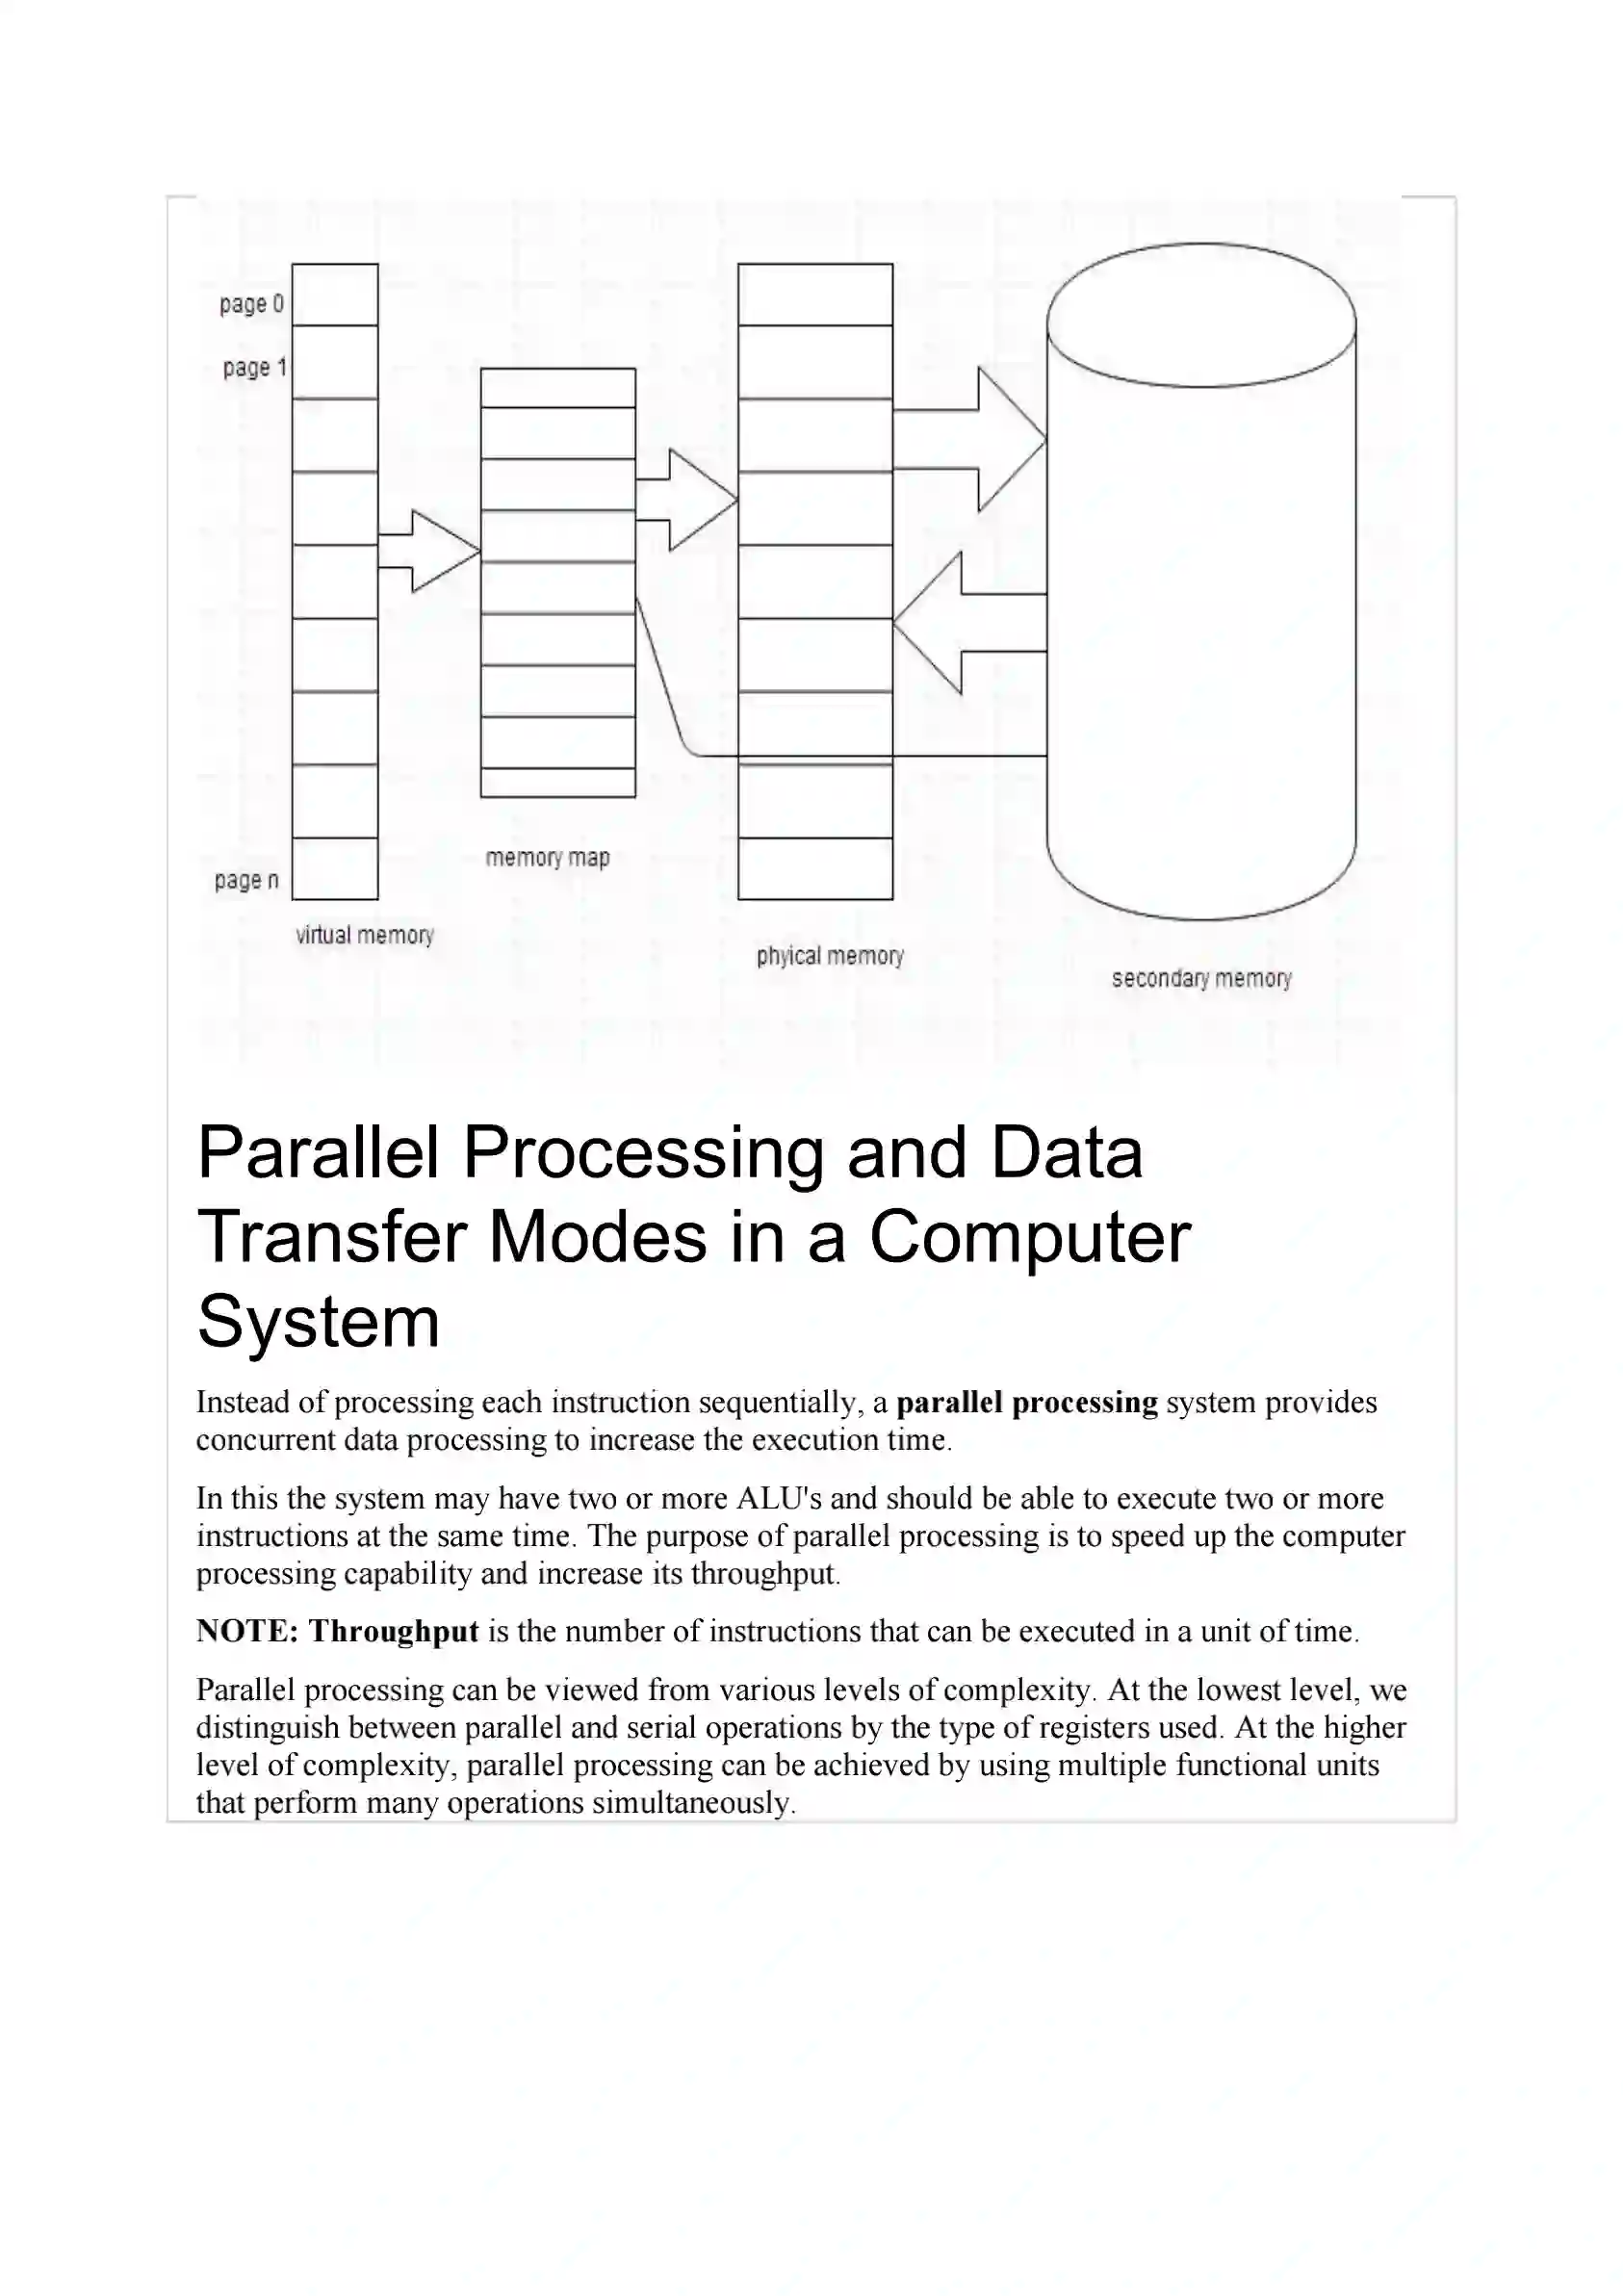 page 0
page 1
page n
virtual memory
memory map
phyical memory
secondary memory
Parallel Processing and Data
Transfer Modes in a Computer
System
Instead of processing each instruction sequentially, a parallel processing system provides
concurrent data processing to increase the execution time.
In this the system may have two or more ALU's and should be able to execute two or more
instructions at the same time. The purpose of parallel processing is to speed up the computer
processing capability and increase its throughput.
NOTE: Throughput is the number of instructions that can be executed in a unit of time.
Parallel processing can be viewed from various levels of complexity. At the lowest level, we
distinguish between parallel and serial operations by the type of registers used. At the higher
level of complexity, parallel processing can be achieved by using multiple functional units
that perform many operations simultaneously.